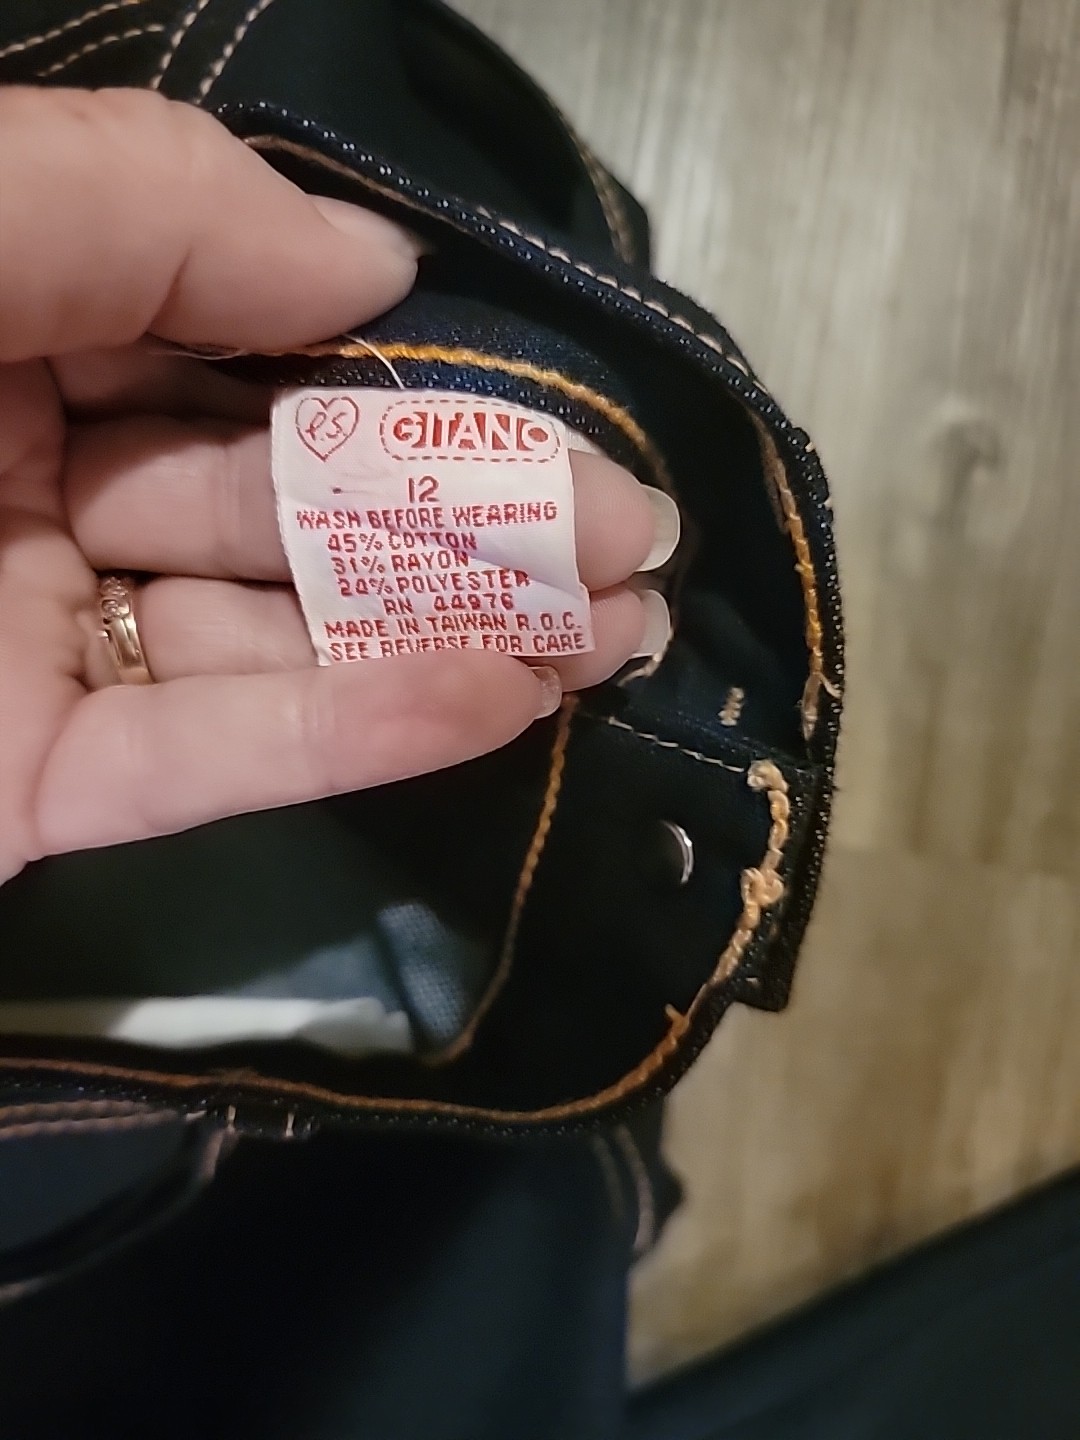 P.S. GITANO
12
WASH BEFORE WEARING
45% COTTON
31% RAYON
24% POLYESTER
RN 44976
MADE IN TAIWAN R.O.C.
SEE REVERSE FOR CARE